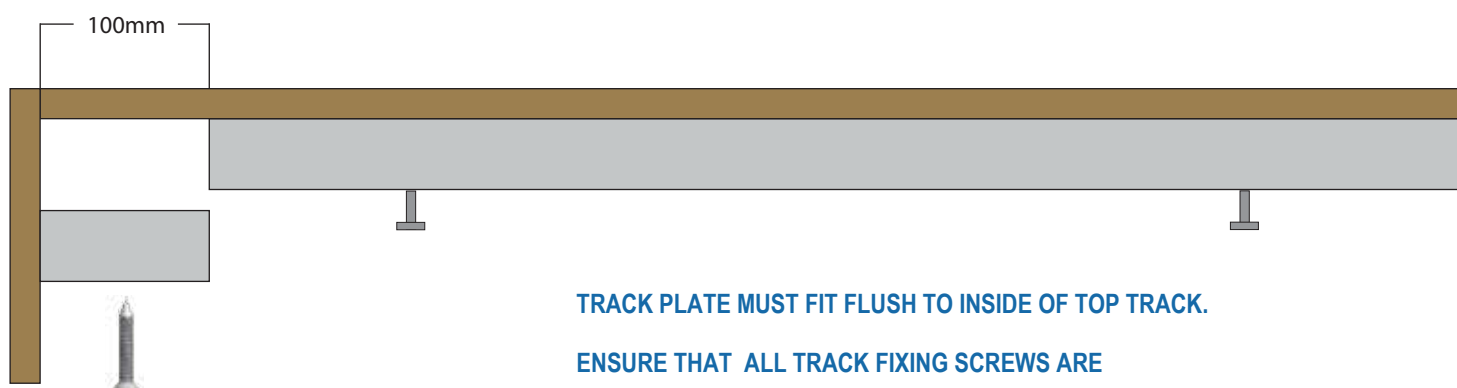 100mm
TRACK PLATE MUST FIT FLUSH TO INSIDE OF TOP TRACK.
ENSURE THAT ALL TRACK FIXING SCREWS ARE